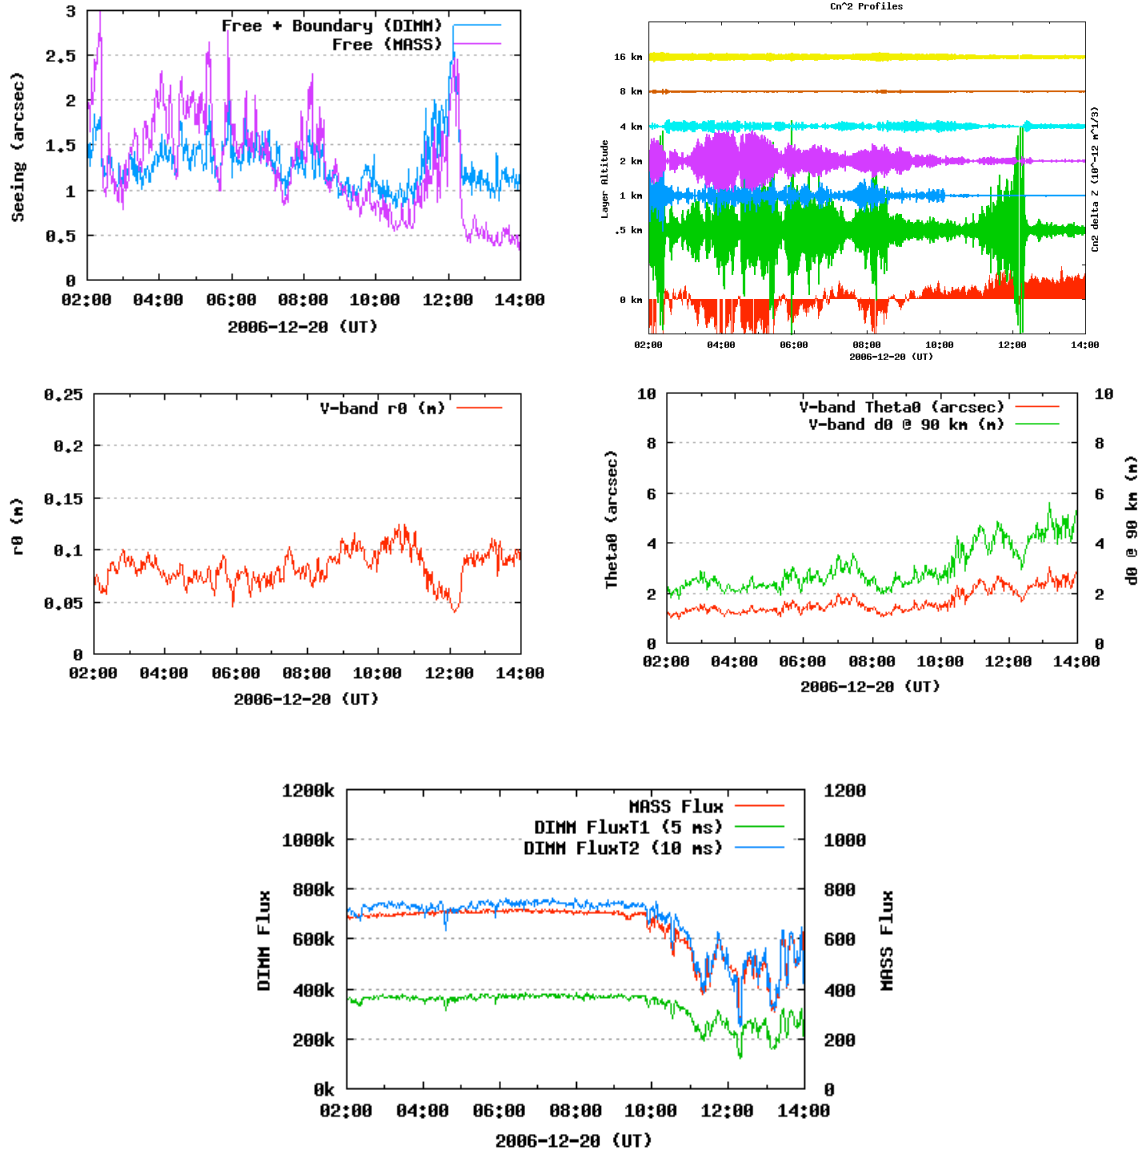 3
2.5
2
1.5
1
0.5
0
Seeing (arcsec)
Free + Boundary (DIMM)
Free (MASS)
02:00 04:00 06:00 08:00 10:00 12:00 14:00
2006-12-20 (UT)
Cn^2 Profiles
16 km
8 km
4 km
2 km
1 km
.5 km
0 km
Layer Altitude
Cn2 delta Z (10^-12 m^1/3)
02:00 04:00 06:00 08:00 10:00 12:00 14:00
2006-12-20 (UT)
0.25
0.2
0.15
0.1
0.05
0
r0 (m)
V-band r0 (m)
02:00 04:00 06:00 08:00 10:00 12:00 14:00
2006-12-20 (UT)
10
8
6
4
2
0
Theta0 (arcsec)
V-band Theta0 (arcsec)
V-band d0 @ 90 km (m)
10
8
6
4
2
0
d0 @ 90 km (m)
02:00 04:00 06:00 08:00 10:00 12:00 14:00
2006-12-20 (UT)
1200k
1000k
800k
600k
400k
200k
0k
DIMM Flux
MASS Flux
DIMM FluxT1 (5 ms)
DIMM FluxT2 (10 ms)
1200
1000
800
600
400
200
0
MASS Flux
02:00 04:00 06:00 08:00 10:00 12:00 14:00
2006-12-20 (UT)